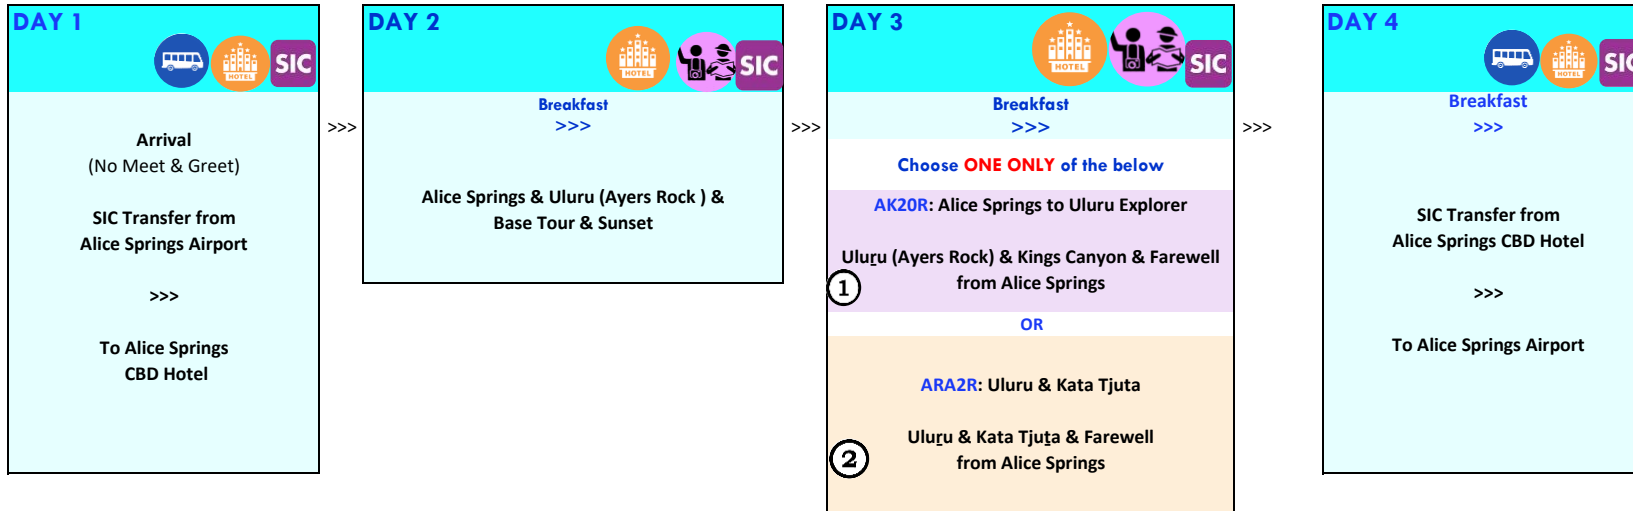 DAY 1
HOTEL
SIC
Arrival
(No Meet & Greet)
SIC Transfer from
Alice Springs Airport
>>>
To Alice Springs
CBD Hotel
>>>
DAY 2
HOTEL
SIC
Breakfast
>>>
Alice Springs & Uluru (Ayers Rock ) &
Base Tour & Sunset
>>>
DAY 3
HOTEL
SIC
Breakfast
>>>
Choose ONE ONLY of the below
AK20R: Alice Springs to Uluru Explorer
Uluṟu (Ayers Rock) & Kings Canyon & Farewell
from Alice Springs
1
OR
ARA2R: Uluru & Kata Tjuta
Uluṟu & Kata Tjuṯa & Farewell
from Alice Springs
2
>>>
DAY 4
HOTEL
SIC
Breakfast
>>>
SIC Transfer from
Alice Springs CBD Hotel
>>>
To Alice Springs Airport